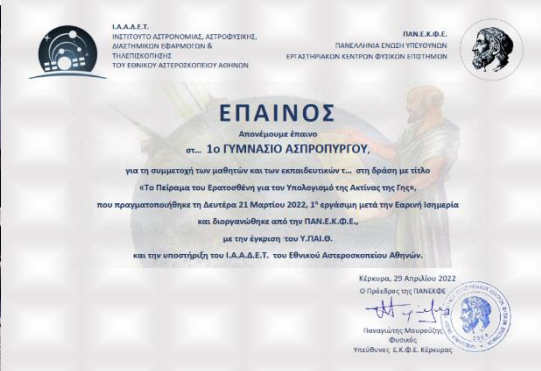 Ι.Α.Α.Δ.Ε.Τ.
ΙΝΣΤΙΤΟΥΤΟ ΑΣΤΡΟΝΟΜΙΑΣ, ΑΣΤΡΟΦΥΣΙΚΗΣ,
ΔΙΑΣΤΗΜΙΚΩΝ ΕΦΑΡΜΟΓΩΝ &
ΤΗΛΕΠΙΣΚΟΠΗΣΗΣ
ΤΟΥ ΕΘΝΙΚΟΥ ΑΣΤΕΡΟΣΚΟΠΕΙΟΥ ΑΘΗΝΩΝ
ΠΑΝ.Ε.Κ.Φ.Ε.
ΠΑΝΕΛΛΗΝΙΑ ΕΝΩΣΗ ΥΠΕΥΘΥΝΩΝ
ΕΡΓΑΣΤΗΡΙΑΚΩΝ ΚΕΝΤΡΩΝ ΦΥΣΙΚΩΝ ΕΠΙΣΤΗΜΩΝ
ΕΠΑΙΝΟΣ
Απονέμουμε έπαινο
στ... 1ο ΓΥΜΝΑΣΙΟ ΑΣΠΡΟΠΥΡΓΟΥ,
για τη συμμετοχή των μαθητών και των εκπαιδευτικών τ... στη δράση με τίτλο
«Το Πείραμα του Ερατοσθένη για τον Υπολογισμό της Ακτίνας της Γης»,
που πραγματοποιήθηκε τη Δευτέρα 21 Μαρτίου 2022, 1η εργάσιμη μετά την Εαρινή Ισημερία
και διοργανώθηκε από την ΠΑΝ.Ε.Κ.Φ.Ε.,
με την έγκριση του Υ.ΠΑΙ.Θ.
και την υποστήριξη του Ι.Α.Α.Δ.Ε.Τ. του Εθνικού Αστεροσκοπείου Αθηνών.
Κέρκυρα, 29 Απριλίου 2022
Ο Πρόεδρος της ΠΑΝΕΚΦΕ
Παναγιώτης Μουρούζης
Φυσικός
Υπεύθυνος Ε.Κ.Φ.Ε. Κέρκυρας